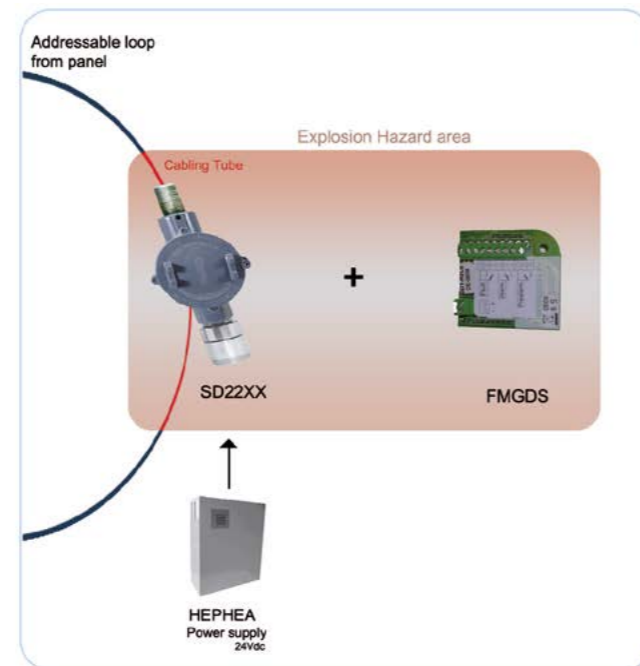 Addressable loop
from panel
Explosion Hazard area
Cabling Tube
+
SD22XX
FMGDS
HEPHEA
Power supply
24Vdc